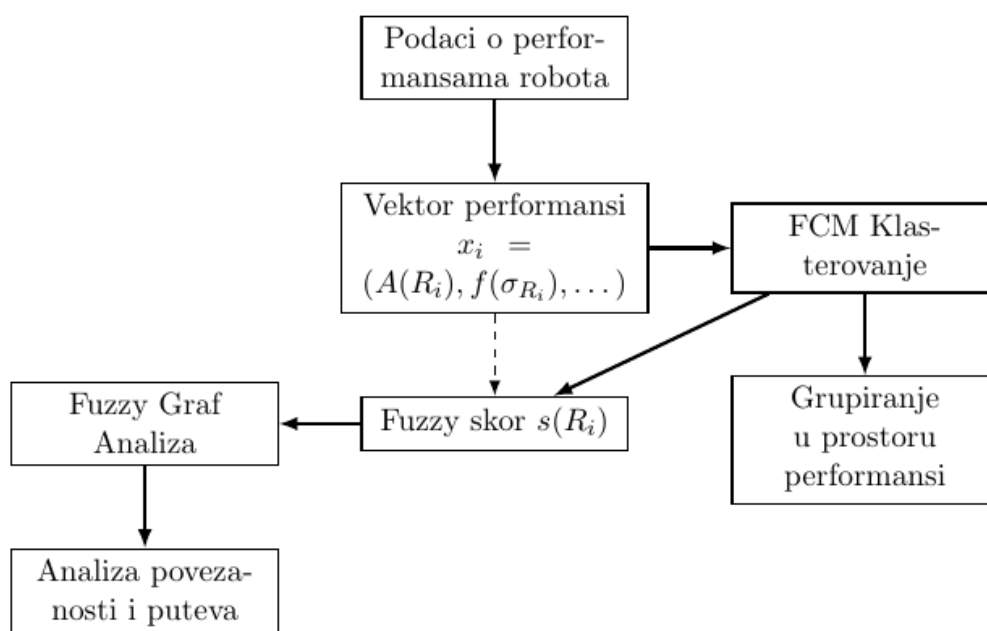 Podaci o perfor-
mansama robota
Vektor performansi
x_i =
(A(R_i), f(σ_{R_i}), . . . )
FCM Klas-
terovanje
Fuzzy Graf
Analiza
Fuzzy skor s(R_i)
Grupiranje
u prostoru
performansi
Analiza poveza-
nosti i puteva